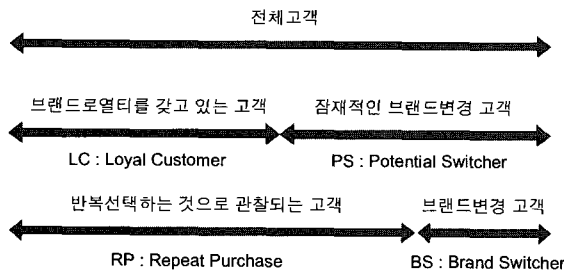 전체고객
브랜드로열티를 갖고 있는 고객 잠재적인 브랜드변경 고객
LC : Loyal Customer PS : Potential Switcher
반복선택하는 것으로 관찰되는 고객 브랜드변경 고객
RP : Repeat Purchase BS : Brand Switcher